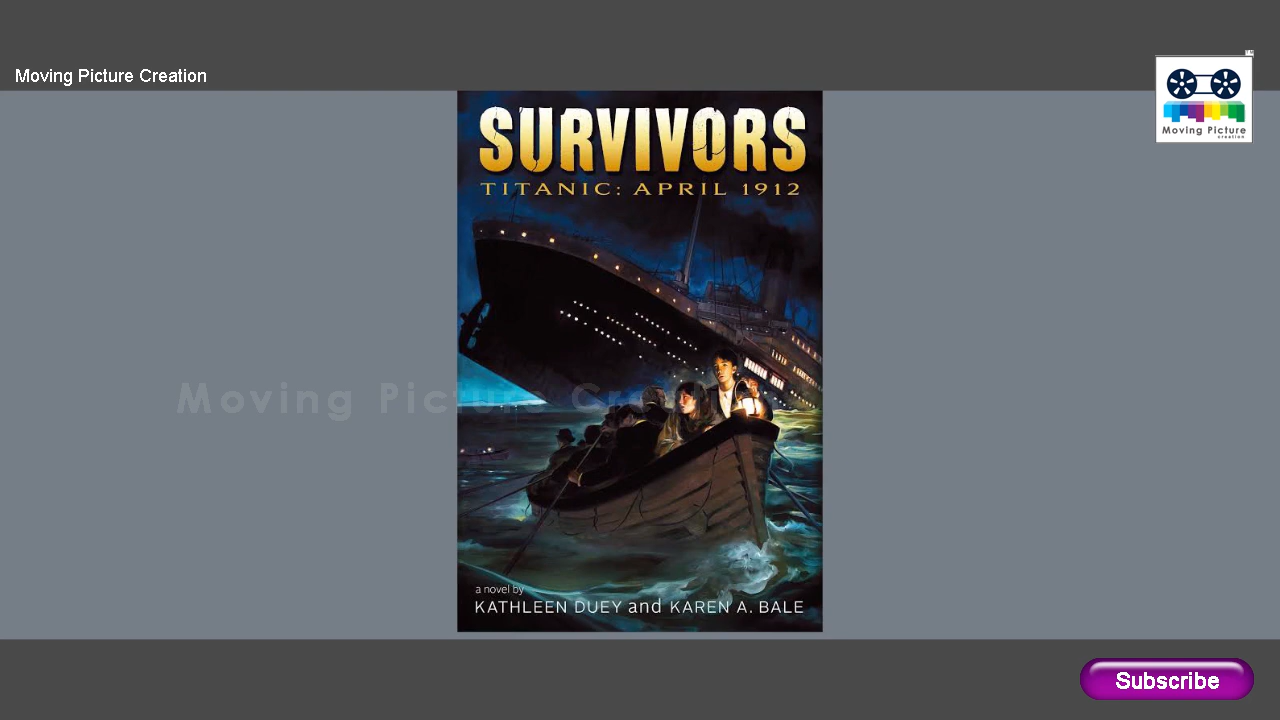 Moving Picture Creation
Moving Picture
creation
SURVIVORS
TITANIC: APRIL 1912
Moving Picture Creation
a novel by
KATHLEEN DUEY and KAREN A. BALE
Subscribe